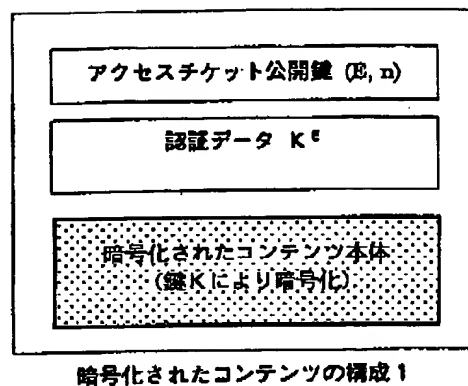 アクセスチケット公開鍵 (E, n)
認証データ K^E
暗号化されたコンテンツ本体
(鍵Kにより暗号化)
暗号化されたコンテンツの構成1